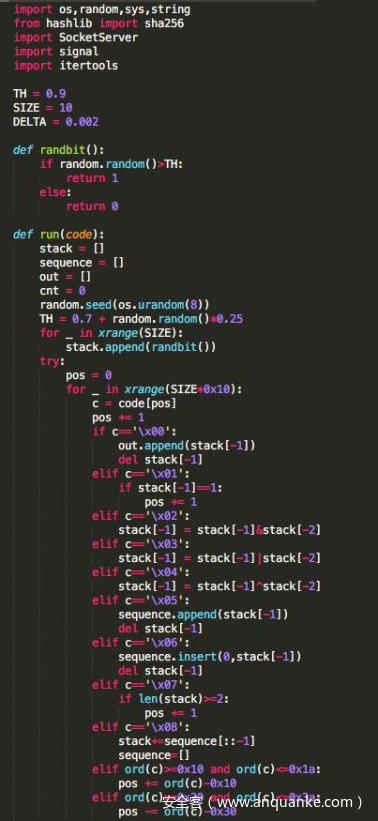 import os,random,sys,string
from hashlib import sha256
import SocketServer
import signal
import itertools
TH = 0.9
SIZE = 10
DELTA = 0.002
def randbit():
if random.random()>TH:
return 1
else:
return 0
def run(code):
stack = []
sequence = []
out = []
cnt = 0
random.seed(os.urandom(8))
TH = 0.7 + random.random()*0.25
for _ in xrange(SIZE):
stack.append(randbit())
try:
pos = 0
for _ in xrange(SIZE*0x10):
c = code[pos]
pos += 1
if c=='\x00':
out.append(stack[-1])
del stack[-1]
elif c=='\x01':
if stack[-1]==1:
pos += 1
elif c=='\x02':
stack[-1] = stack[-1]&stack[-2]
elif c=='\x03':
stack[-1] = stack[-1]|stack[-2]
elif c=='\x04':
stack[-1] = stack[-1]^stack[-2]
elif c=='\x05':
sequence.append(stack[-1])
del stack[-1]
elif c=='\x06':
sequence.insert(0,stack[-1])
del stack[-1]
elif c=='\x07':
if len(stack)>=2:
pos += 1
elif c=='\x08':
stack+=sequence[::-1]
sequence=[]
elif ord(c)>=0x10 and ord(c)<=0x1a:
pos += ord(c)-0x10
elif
安全客（www.anquanke.com）
pos -= ord(c)-0x30